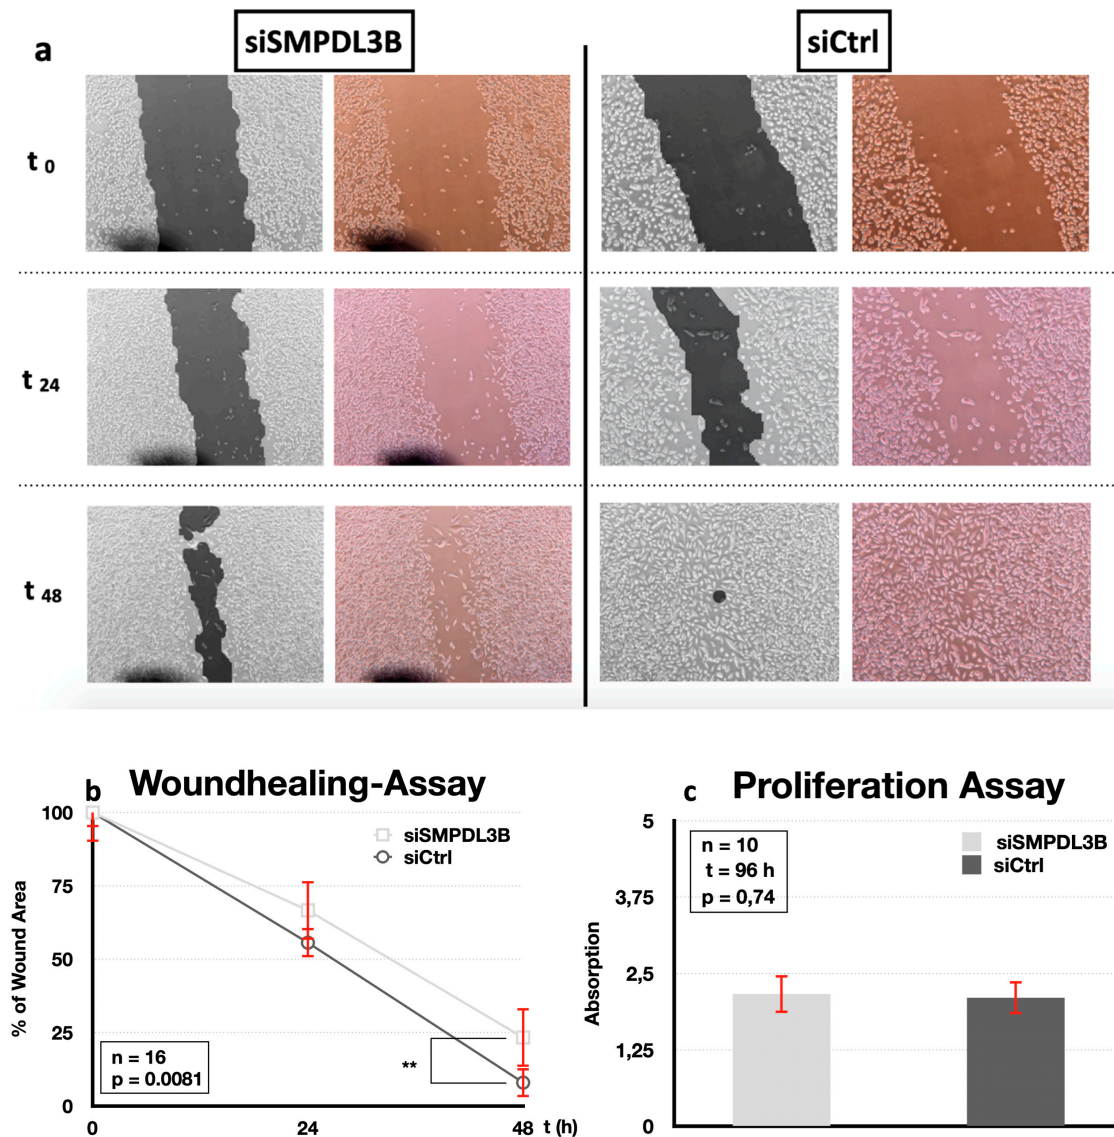 a
siSMPDL3B
siCtrl
t 0
t 24
t 48
b
Woundhealing-Assay
% of Wound Area
100
75
50
25
0
siSMPDL3B
siCtrl
**
n = 16
p = 0.0081
0
24
48
t (h)
c
Proliferation Assay
Absorption
5
3,75
2,5
1,25
0
n = 10
t = 96 h
p = 0,74
siSMPDL3B
siCtrl